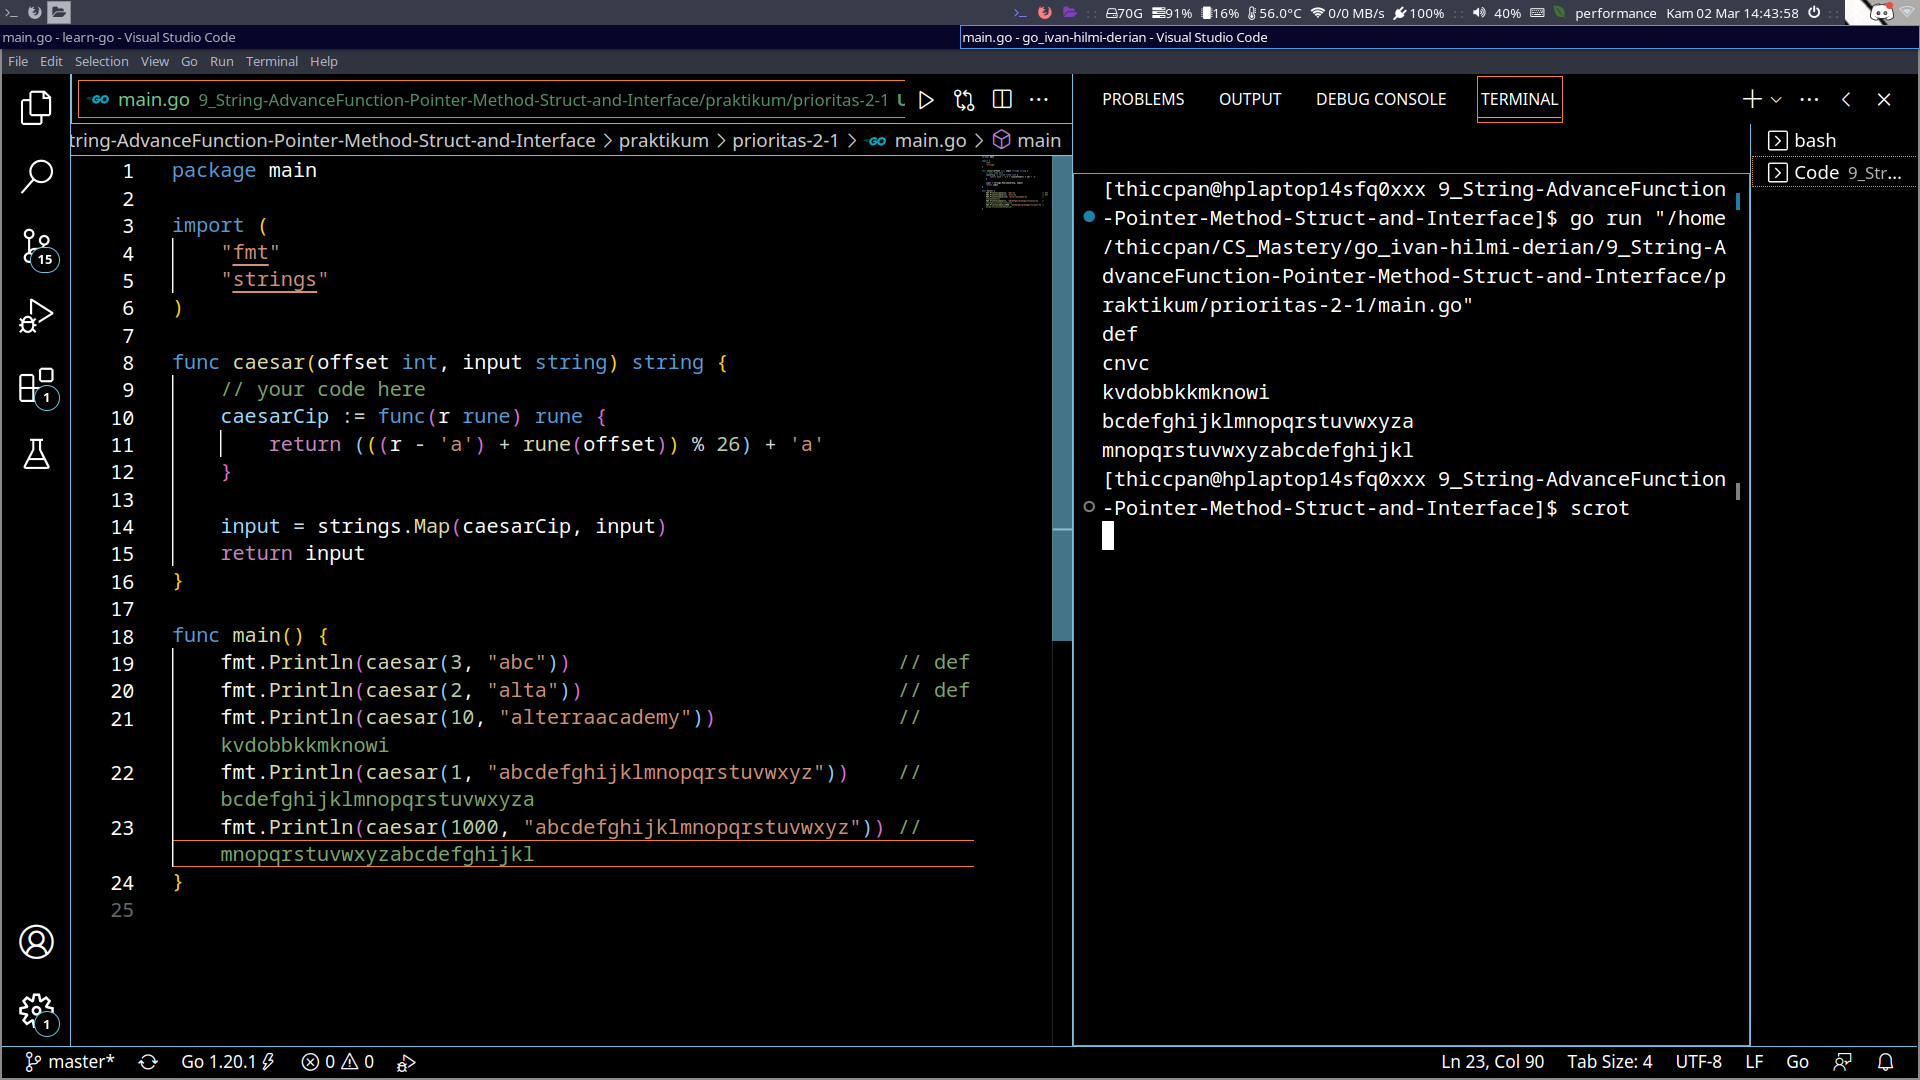 70G 91% 16% 56.0°C 0/0 MB/s 100% 40% performance Kam 02 Mar 14:43:58
main.go - learn-go - Visual Studio Code
main.go - go_ivan-hilmi-derian - Visual Studio Code
File Edit Selection View Go Run Terminal Help
main.go 9_String-AdvanceFunction-Pointer-Method-Struct-and-Interface/praktikum/prioritas-2-1 U
tring-AdvanceFunction-Pointer-Method-Struct-and-Interface > praktikum > prioritas-2-1 > main.go > main
1 package main
2
3 import (
4 "fmt"
5 "strings"
6 )
7
8 func caesar(offset int, input string) string {
9 // your code here
10 caesarCip := func(r rune) rune {
11 return (((r - 'a') + rune(offset)) % 26) + 'a'
12 }
13
14 input = strings.Map(caesarCip, input)
15 return input
16 }
17
18 func main() {
19 fmt.Println(caesar(3, "abc")) // def
20 fmt.Println(caesar(2, "alta")) // def
21 fmt.Println(caesar(10, "alterraacademy")) //
kvdobbkkmknowi
22 fmt.Println(caesar(1, "abcdefghijklmnopqrstuvwxyz")) //
bcdefghijklmnopqrstuvwxyza
23 fmt.Println(caesar(1000, "abcdefghijklmnopqrstuvwxyz")) //
mnopqrstuvwxyzabcdefghijkl
24 }
25
15
1
1
PROBLEMS OUTPUT DEBUG CONSOLE TERMINAL
[thiccpan@hplaptop14sfq0xxx 9_String-AdvanceFunction
-Pointer-Method-Struct-and-Interface]$ go run "/home
/thiccpan/CS_Mastery/go_ivan-hilmi-derian/9_String-A
dvanceFunction-Pointer-Method-Struct-and-Interface/p
raktikum/prioritas-2-1/main.go"
def
cnvc
kvdobbkkmknowi
bcdefghijklmnopqrstuvwxyza
mnopqrstuvwxyzabcdefghijkl
[thiccpan@hplaptop14sfq0xxx 9_String-AdvanceFunction
-Pointer-Method-Struct-and-Interface]$ scrot
bash
Code 9_Str...
master* Go 1.20.1 0 0 Ln 23, Col 90 Tab Size: 4 UTF-8 LF Go